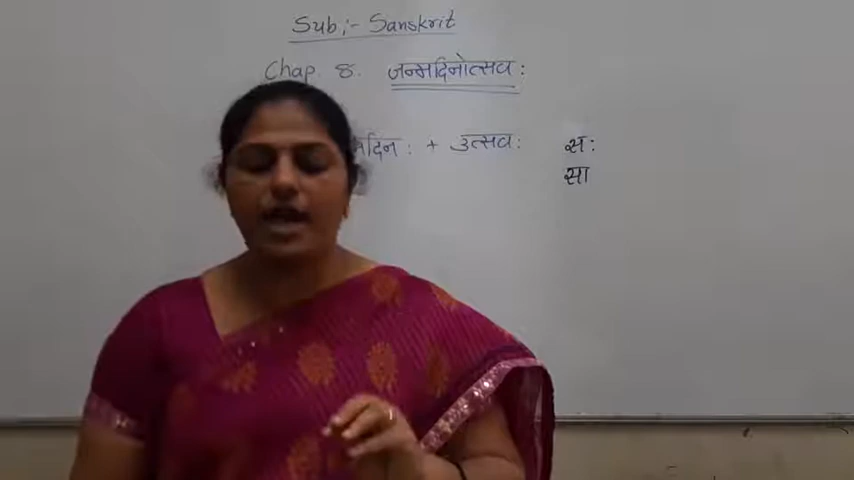 Sub:- Sanskrit
Chap 8. जन्मदिनोत्सव:
+ उत्सव: स:
सा